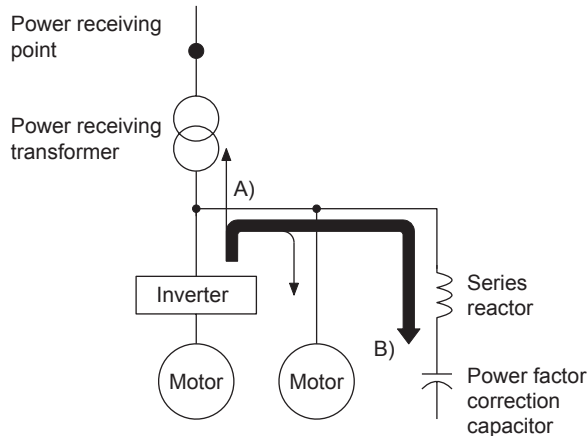 Power receiving
point
Power receiving
transformer
A)
Inverter
Series
reactor
B)
Motor
Motor
Power factor
correction
capacitor